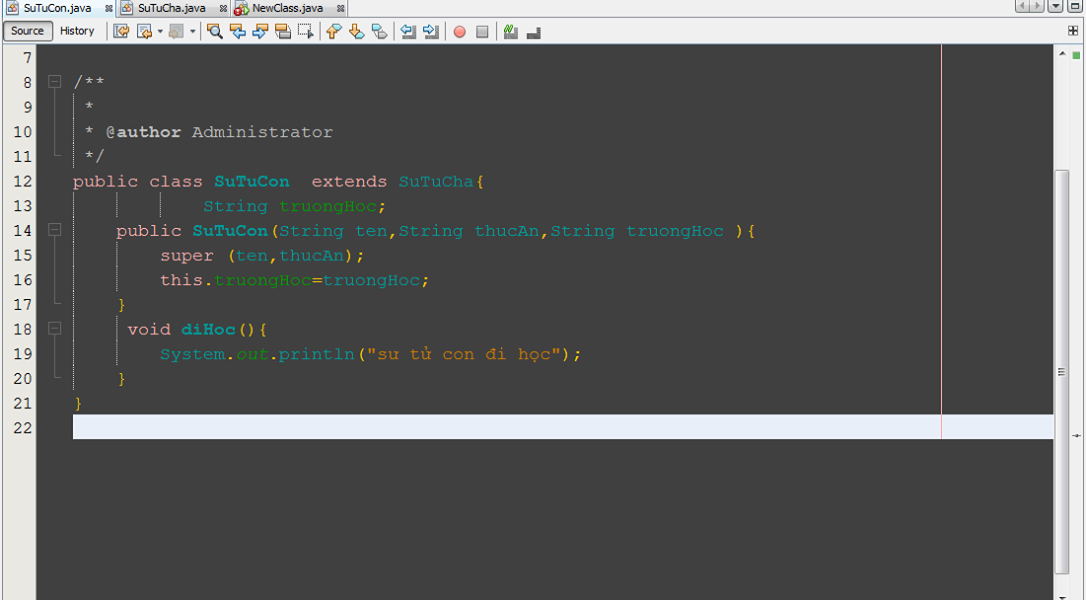 SuTuCon.java SuTuCha.java NewClass.java
Source History
7
8 /**
9 *
10 * @author Administrator
11 */
12 public class SuTuCon  extends SuTuCha{
13 String truongHoc;
14 public SuTuCon(String ten,String thucAn,String truongHoc ){
15 super (ten,thucAn);
16 this.truongHoc=truongHoc;
17 }
18 void diHoc(){
19 System.out.println("sư tử con đi học");
20 }
21 }
22